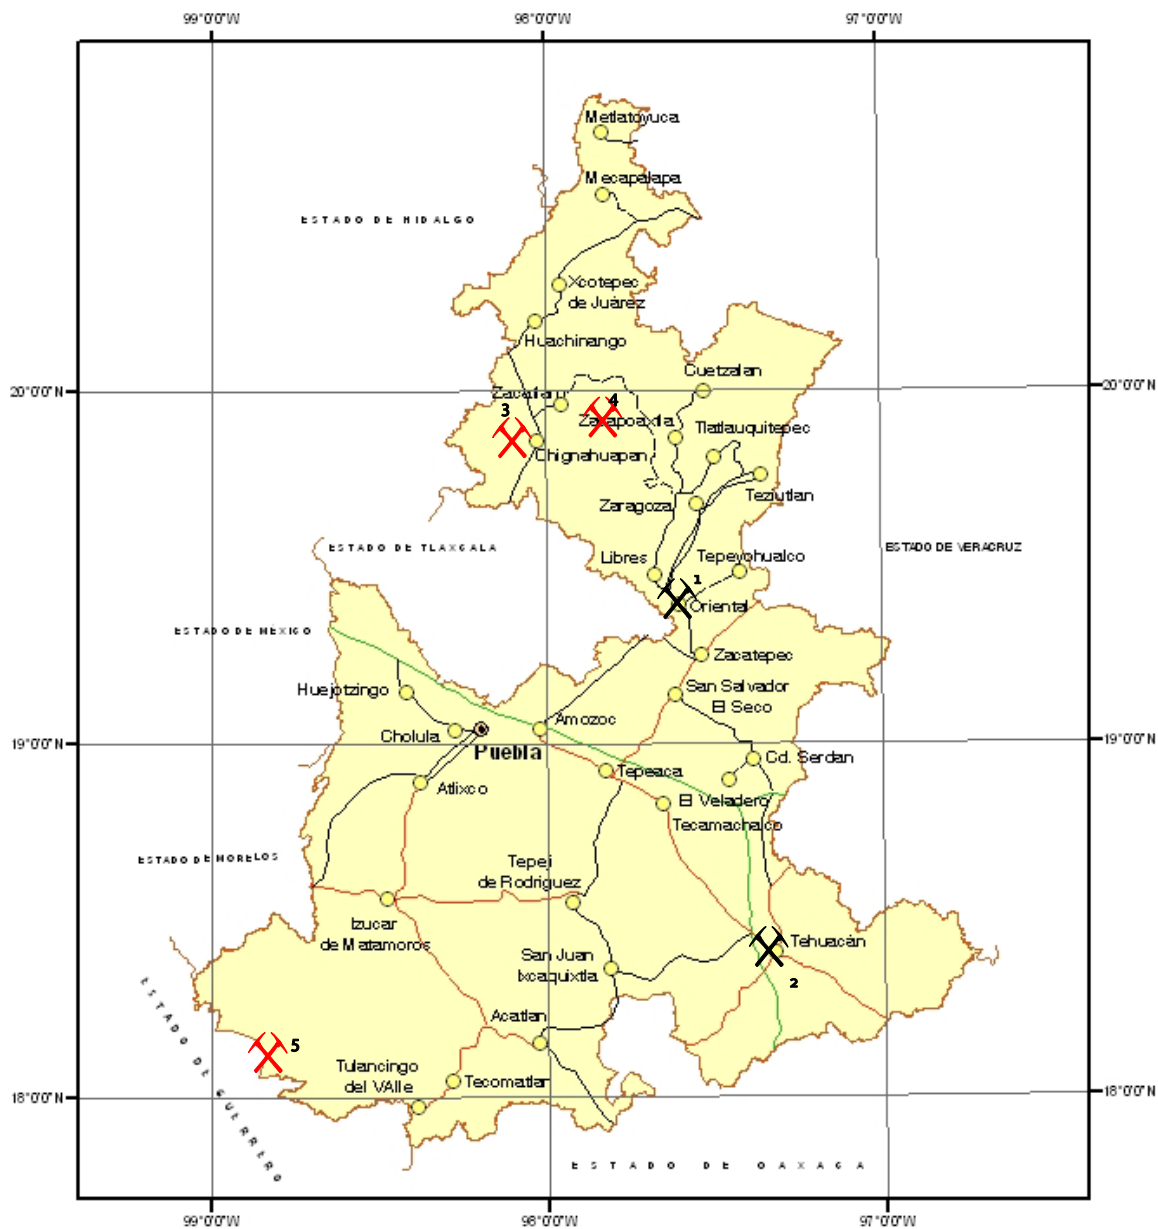 99°0'0"W
98°0'0"W
97°0'0"W
Metlatoyuca
Mecapalapa
ESTADO DE HIDALGO
Xcotepec
de Juárez
Huachinango
20°0'0"N
20°0'0"N
Cuetzalan
Zacatlan
3
4
Zacapoaxtla
Tlatlauquitepec
Chignahuapan
Teziutlan
Zaragoza
ESTADO DE TLAXCALA
ESTADO DE VERACRUZ
Libres
Tepeyohualco
1
Oriental
ESTADO DE MÉXICO
Zacatepec
Huejotzingo
San Salvador
El Seco
Amozoc
Cholula
Puebla
19°0'0"N
19°0'0"N
Cd. Serdan
Tepeaca
Atlixco
El Veladero
Tecamachalco
ESTADO DE MORELOS
Tepeji
de Rodriguez
Izucar
de Matamoros
Tehuacán
San Juan
Ixcaquixtla
2
ESTADO DE GUERRERO
Acatlan
5
Tulancingo
del VAlle
Tecomatlan
18°0'0"N
18°0'0"N
ESTADO DE OAXAGA
99°0'0"W
98°0'0"W
97°0'0"W